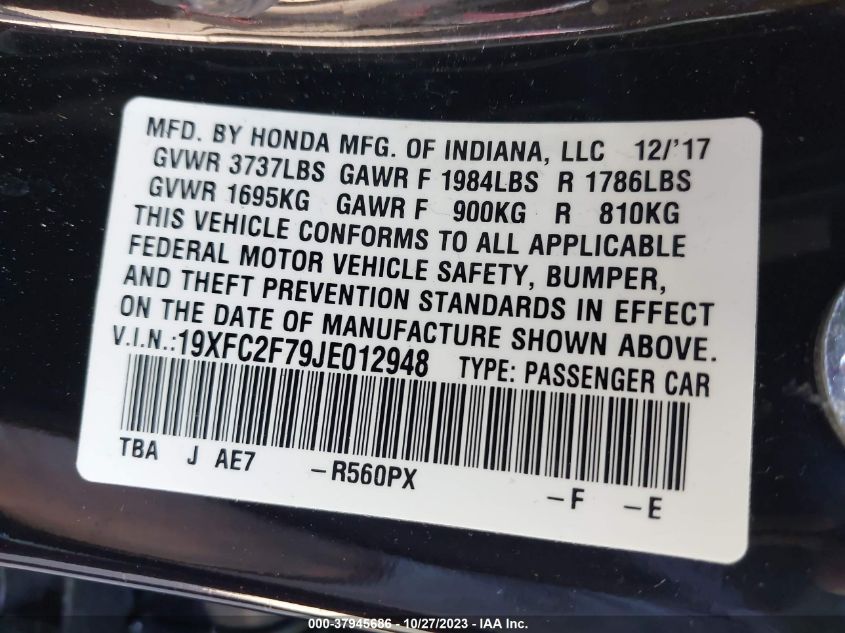 MFD. BY HONDA MFG. OF INDIANA, LLC 12/'17
GVWR 3737LBS GAWR F 1984LBS R 1786LBS
GVWR 1695KG GAWR F 900KG R 810KG
THIS VEHICLE CONFORMS TO ALL APPLICABLE
FEDERAL MOTOR VEHICLE SAFETY, BUMPER,
AND THEFT PREVENTION STANDARDS IN EFFECT
ON THE DATE OF MANUFACTURE SHOWN ABOVE.
V.I.N.:19XFC2F79JE012948 TYPE: PASSENGER CAR
TBA J AE7 -R560PX -F -E
000-37945686 - 10/27/2023 - IAA Inc.